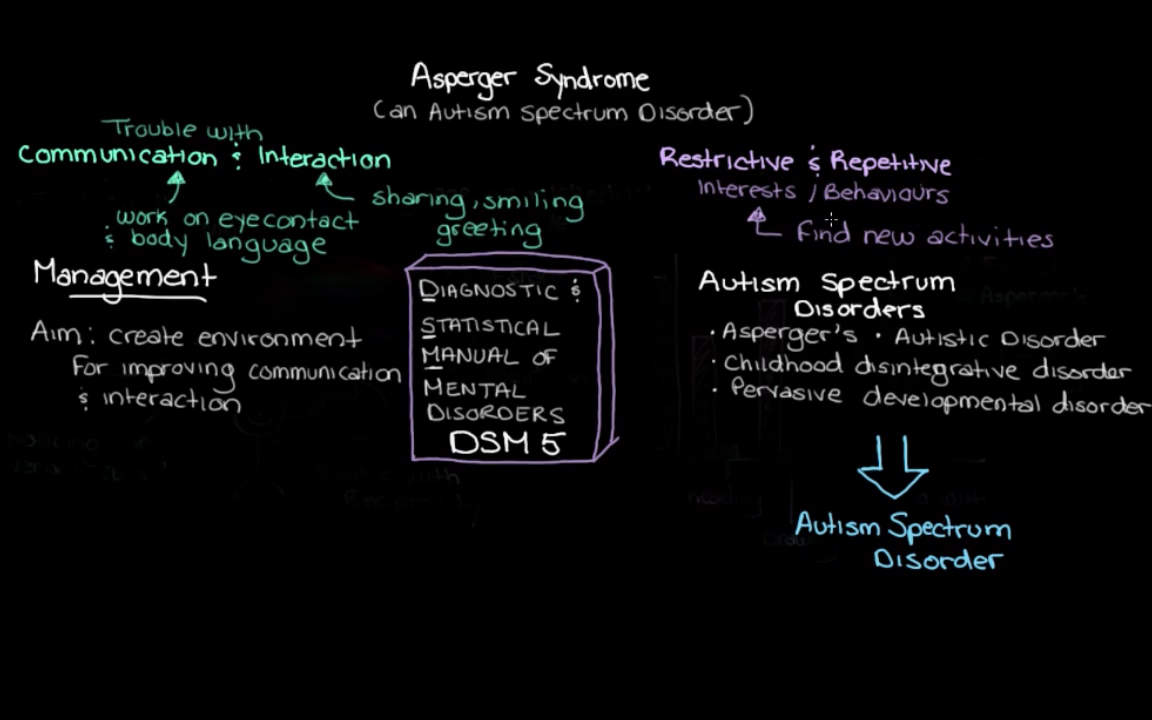 Asperger Syndrome
(an Autism Spectrum Disorder)
Trouble with
Communication & Interaction
work on eyecontact
& body language
sharing, smiling
greeting
Restrictive & Repetitive
Interests / Behaviours
Find new activities
Management
Aim: create environment
For improving communication
& interaction
DIAGNOSTIC &
STATISTICAL
MANUAL OF
MENTAL
DISORDERS
DSM 5
Autism Spectrum
Disorders
· Asperger's · Autistic Disorder
· Childhood disintegrative disorder
· Pervasive developmental disorder
Autism Spectrum
Disorder